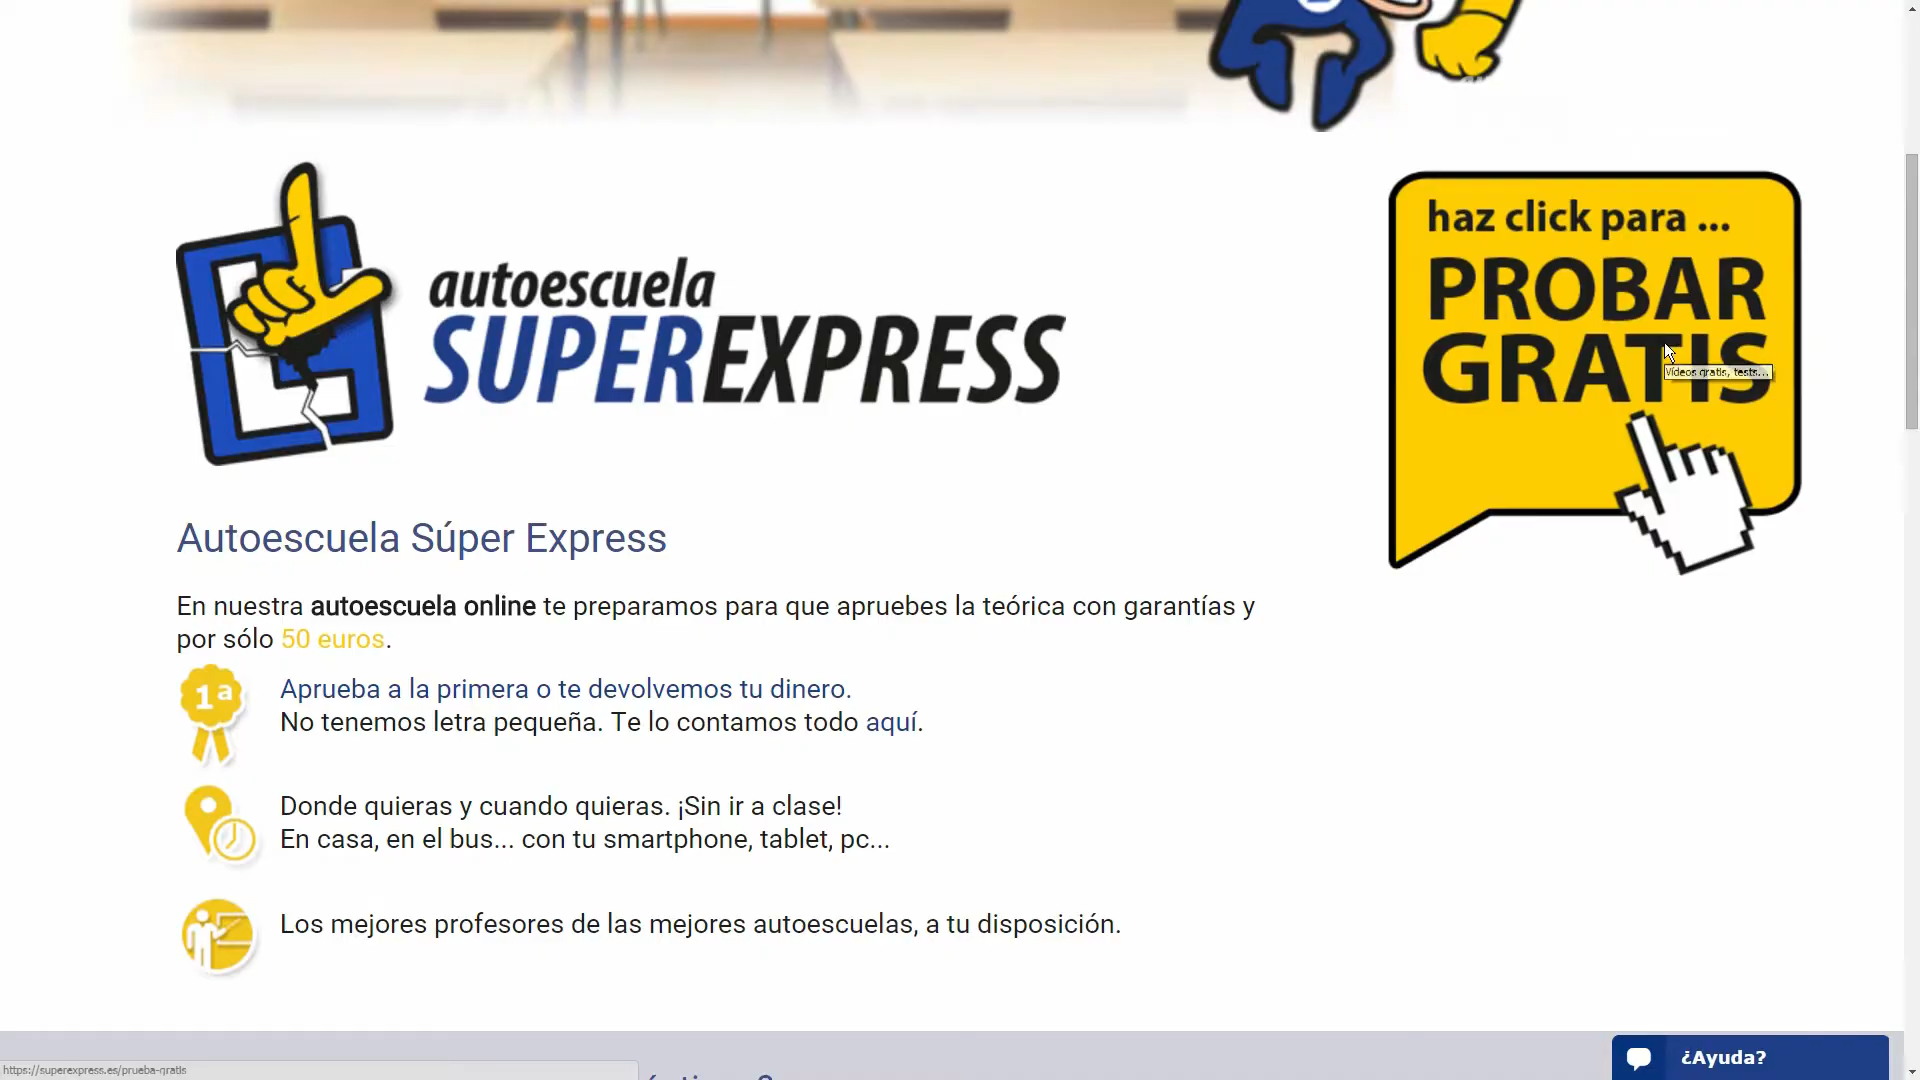 autoescuela
SUPEREXPRESS
haz click para ...
PROBAR
GRATIS
Vídeos gratis, tests...
Autoescuela Súper Express
En nuestra autoescuela online te preparamos para que apruebes la teórica con garantías y
por sólo 50 euros.
1ª
Aprueba a la primera o te devolvemos tu dinero.
No tenemos letra pequeña. Te lo contamos todo aquí.
Donde quieras y cuando quieras. ¡Sin ir a clase!
En casa, en el bus... con tu smartphone, tablet, pc...
Los mejores profesores de las mejores autoescuelas, a tu disposición.
¿Ayuda?
https://superexpress.es/prueba-gratis